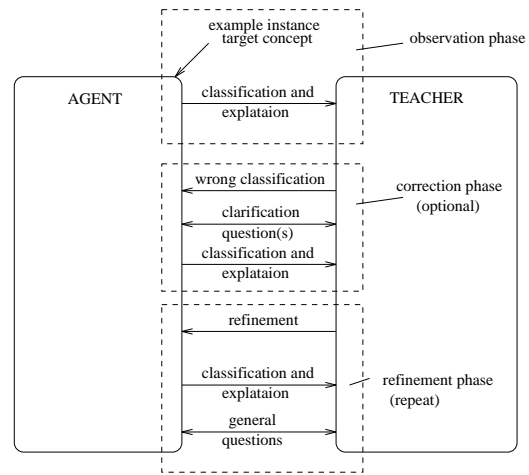 example instance
target concept
observation phase
AGENT
classification and
explataion
TEACHER
wrong classification
correction phase
(optional)
clarification
question(s)
classification and
explataion
refinement
classification and
explataion
refinement phase
(repeat)
general
questions